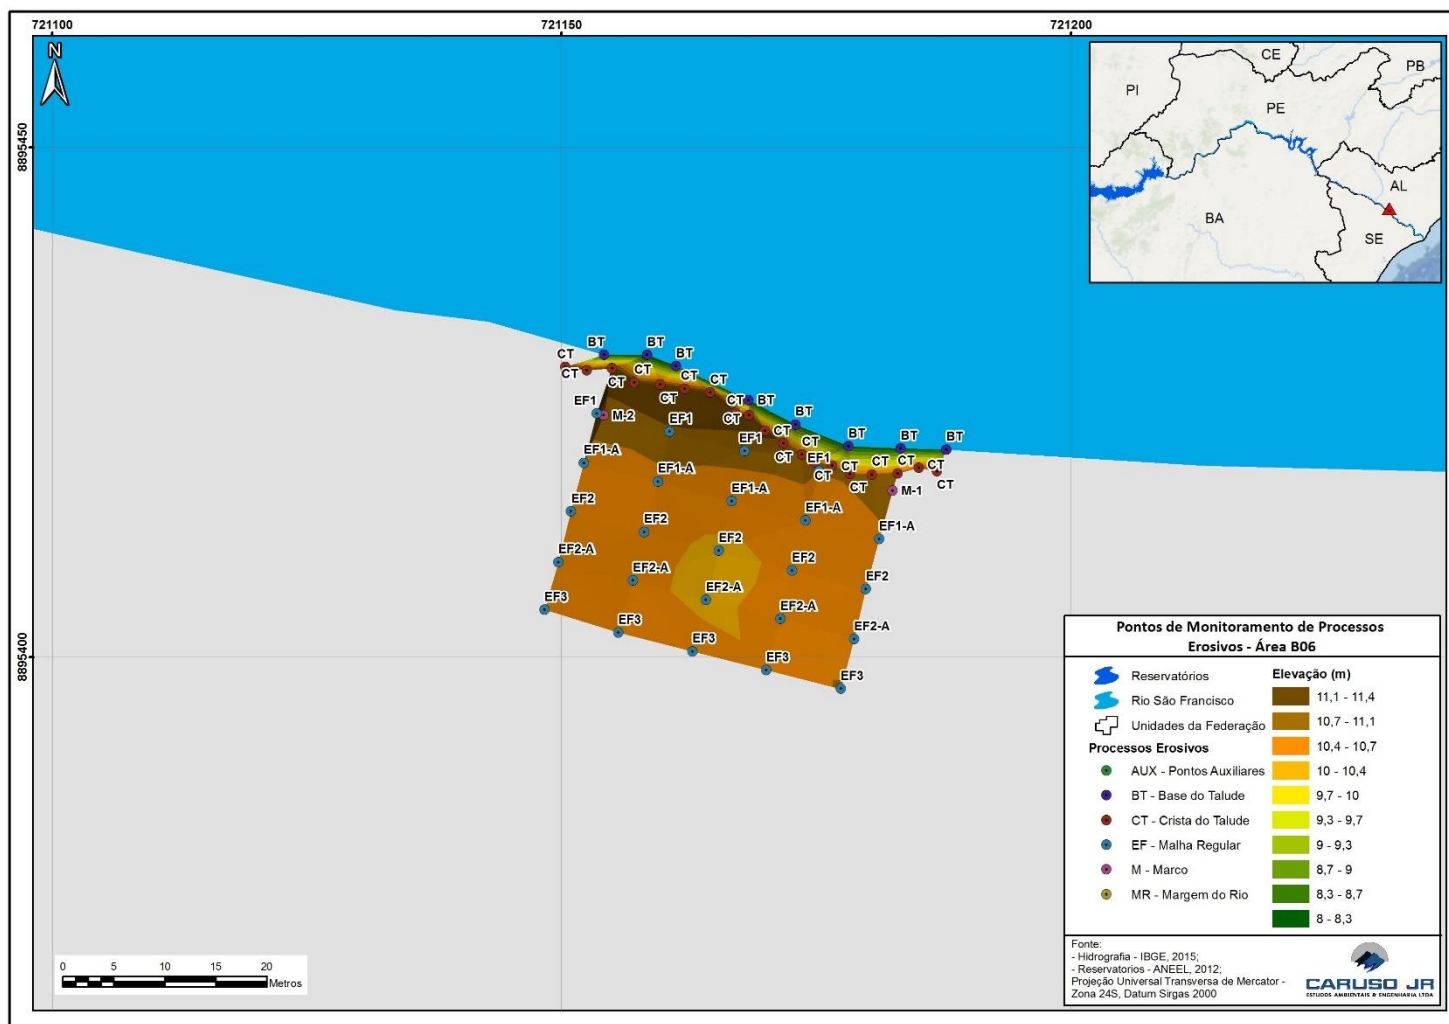 721100
721150
721200
N
8895450
8895400
CE
PB
PI
PE
AL
BA
SE
BT
BT
BT
CT
CT
CT
CT
CT
CT
CT
CT
BT
BT
EF1
M-2
EF1
EF1
CT
CT
CT
CT
BT
BT
BT
EF1
CT
CT
CT
CT
CT
CT
CT
EF1-A
EF1-A
EF1-A
EF1-A
M-1
EF1-A
EF2
EF2
EF2
EF2
EF2
EF2-A
EF2-A
EF2-A
EF2-A
EF2-A
EF3
EF3
EF3
EF3
EF3
Pontos de Monitoramento de Processos
Erosivos - Área B06
Reservatórios
Rio São Francisco
Unidades da Federação
Processos Erosivos
AUX - Pontos Auxiliares
BT - Base do Talude
CT - Crista do Talude
EF - Malha Regular
M - Marco
MR - Margem do Rio
Elevação (m)
11,1 - 11,4
10,7 - 11,1
10,4 - 10,7
10 - 10,4
9,7 - 10
9,3 - 9,7
9 - 9,3
8,7 - 9
8,3 - 8,7
8 - 8,3
Fonte:
- Hidrografia - IBGE, 2015;
- Reservatorios - ANEEL, 2012;
Projeção Universal Transversa de Mercator -
Zona 24S, Datum Sirgas 2000
CARUSO JR
ESTUDOS AMBIENTAIS & ENGENHARIA LTDA
0 5 10 15 20
Metros